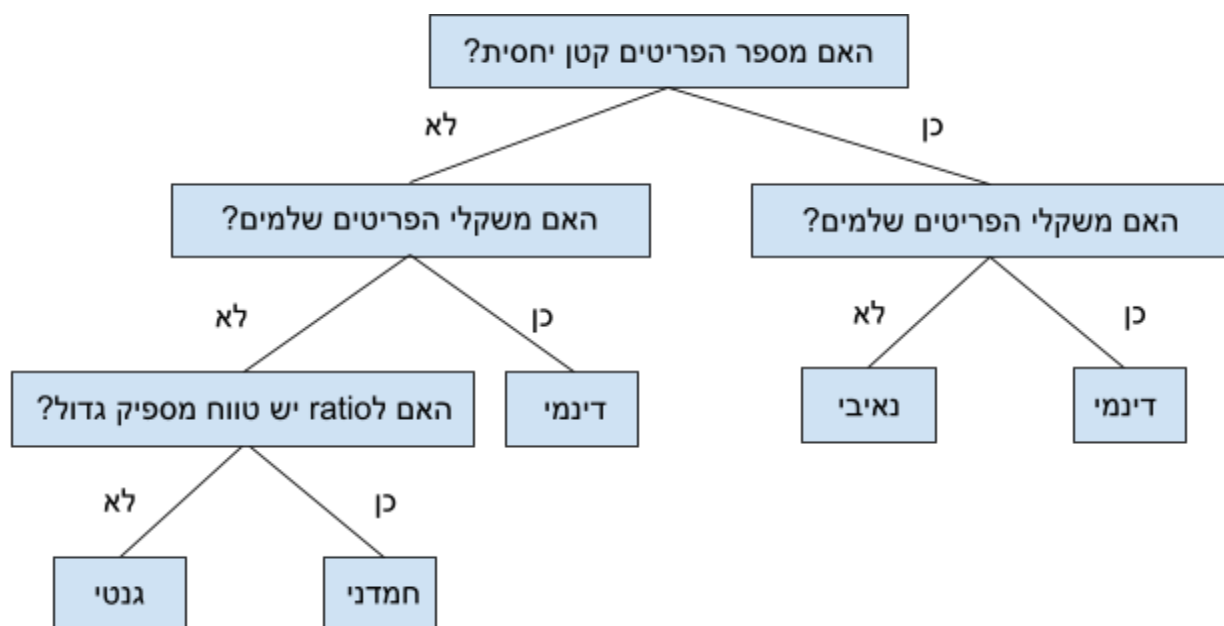 האם מספר הפריטים קטן יחסית?
כן
לא
האם משקלי הפריטים שלמים?
האם משקלי הפריטים שלמים?
כן
לא
כן
לא
דינמי
נאיבי
דינמי
האם לratio יש טווח מספיק גדול?
כן
לא
חמדני
גנטי